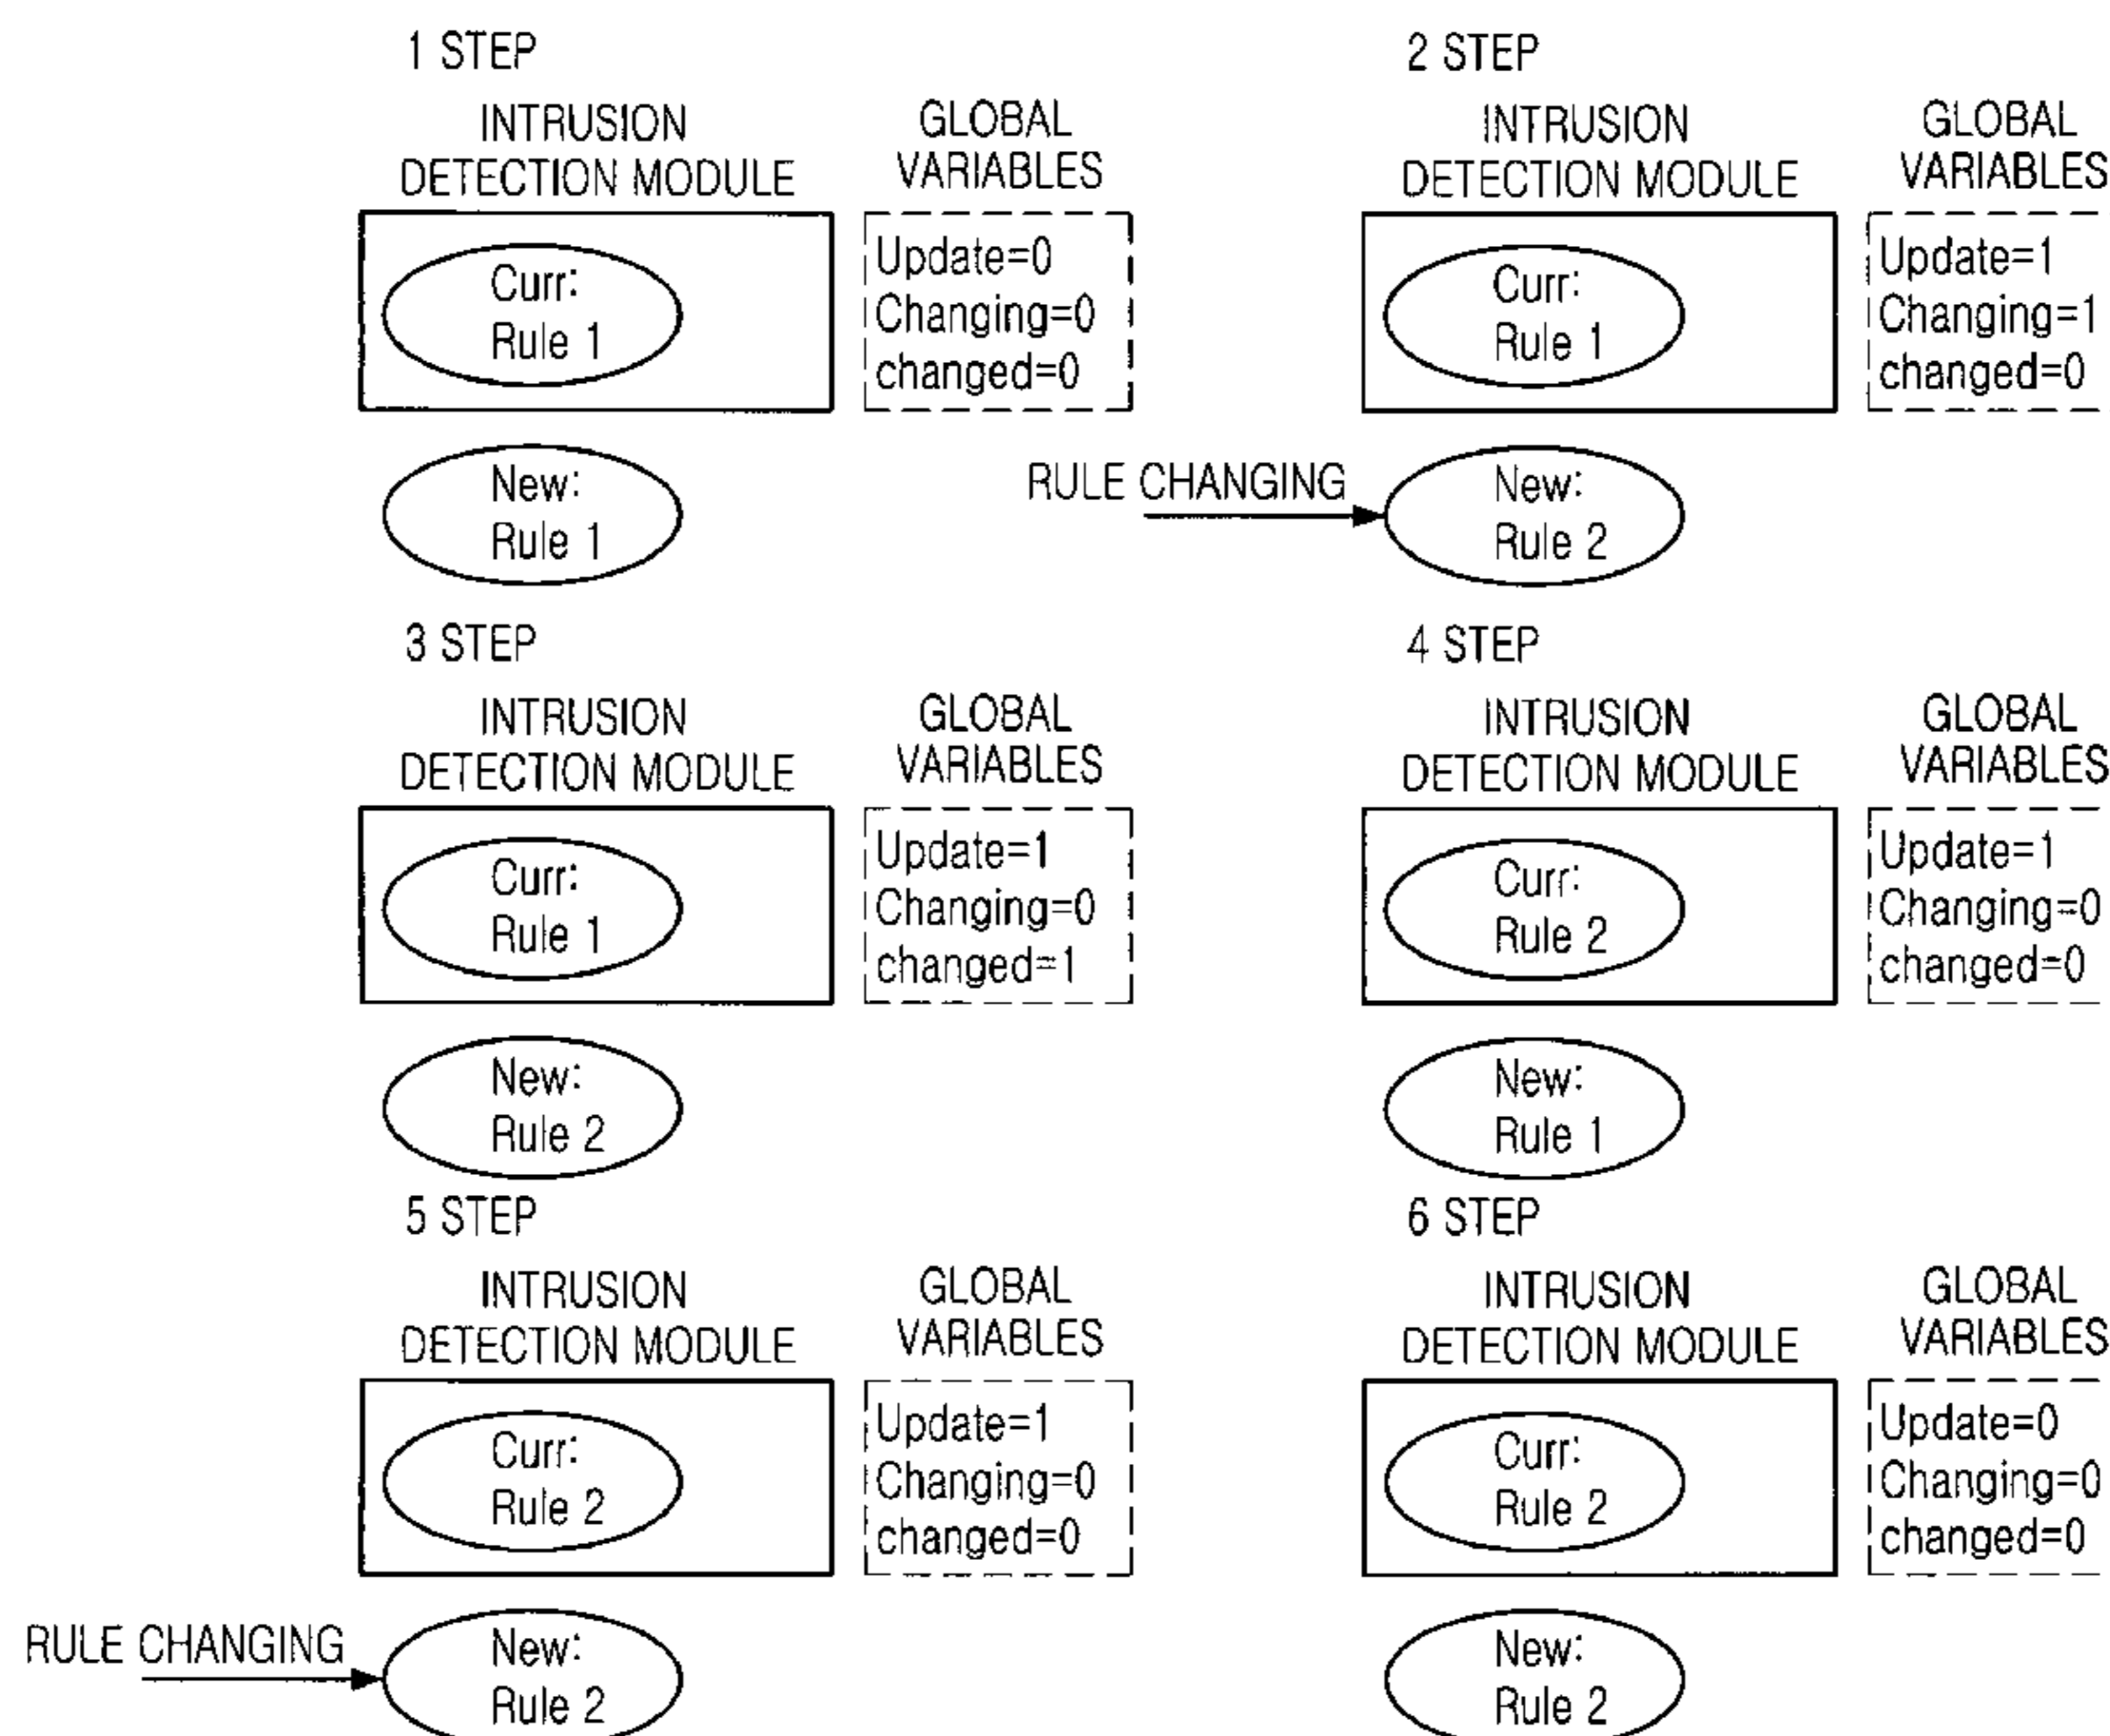 1 STEP
INTRUSION
DETECTION MODULE
GLOBAL
VARIABLES
Curr:
Rule 1
Update=0
Changing=0
changed=0
New:
Rule 1
2 STEP
INTRUSION
DETECTION MODULE
GLOBAL
VARIABLES
Curr:
Rule 1
Update=1
Changing=1
changed=0
RULE CHANGING
New:
Rule 2
3 STEP
INTRUSION
DETECTION MODULE
GLOBAL
VARIABLES
Curr:
Rule 1
Update=1
Changing=0
changed=1
New:
Rule 2
4 STEP
INTRUSION
DETECTION MODULE
GLOBAL
VARIABLES
Curr:
Rule 2
Update=1
Changing=0
changed=0
New:
Rule 1
5 STEP
INTRUSION
DETECTION MODULE
GLOBAL
VARIABLES
Curr:
Rule 2
Update=1
Changing=0
changed=0
RULE CHANGING
New:
Rule 2
6 STEP
INTRUSION
DETECTION MODULE
GLOBAL
VARIABLES
Curr:
Rule 2
Update=0
Changing=0
changed=0
New:
Rule 2